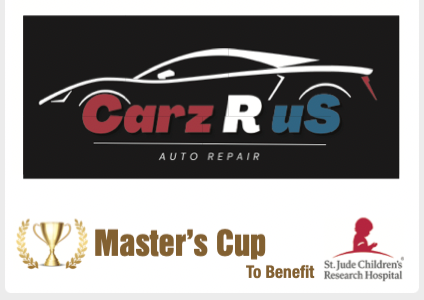 Carz R uS
AUTO REPAIR
Master's Cup
To Benefit
St. Jude Children's
Research Hospital